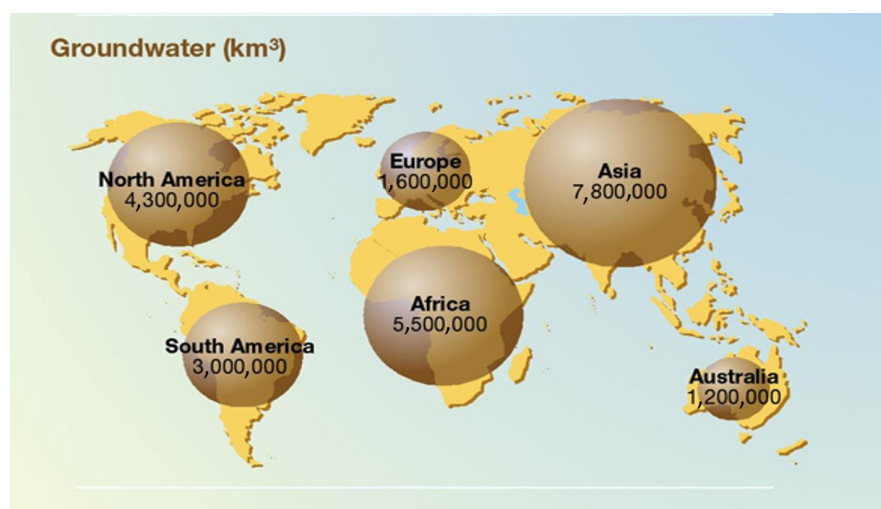 Groundwater (km³)
North America
4,300,000
Europe
1,600,000
Asia
7,800,000
Africa
5,500,000
South America
3,000,000
Australia
1,200,000